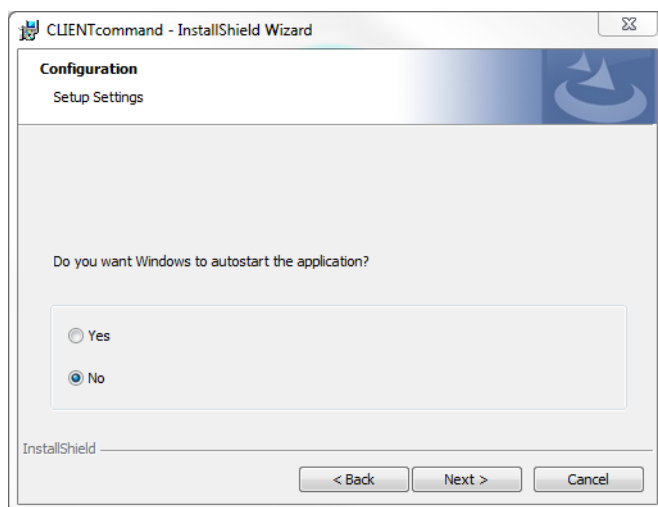 CLIENTcommand - InstallShield Wizard
Configuration
Setup Settings
Do you want Windows to autostart the application?
Yes
No
InstallShield
< Back Next > Cancel